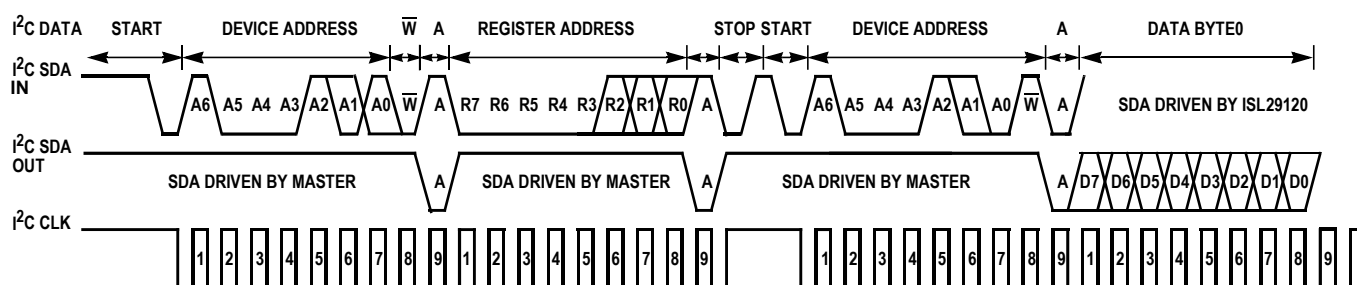 I²C DATA START DEVICE ADDRESS W̅ A REGISTER ADDRESS STOP START DEVICE ADDRESS A DATA BYTE0
I²C SDA IN A6 A5 A4 A3 A2 A1 A0 W̅ A R7 R6 R5 R4 R3 R2 R1 R0 A A6 A5 A4 A3 A2 A1 A0 W̅ A SDA DRIVEN BY ISL29120
I²C SDA OUT SDA DRIVEN BY MASTER A SDA DRIVEN BY MASTER A SDA DRIVEN BY MASTER A D7 D6 D5 D4 D3 D2 D1 D0
I²C CLK 1 2 3 4 5 6 7 8 9 1 2 3 4 5 6 7 8 9 1 2 3 4 5 6 7 8 9 1 2 3 4 5 6 7 8 9